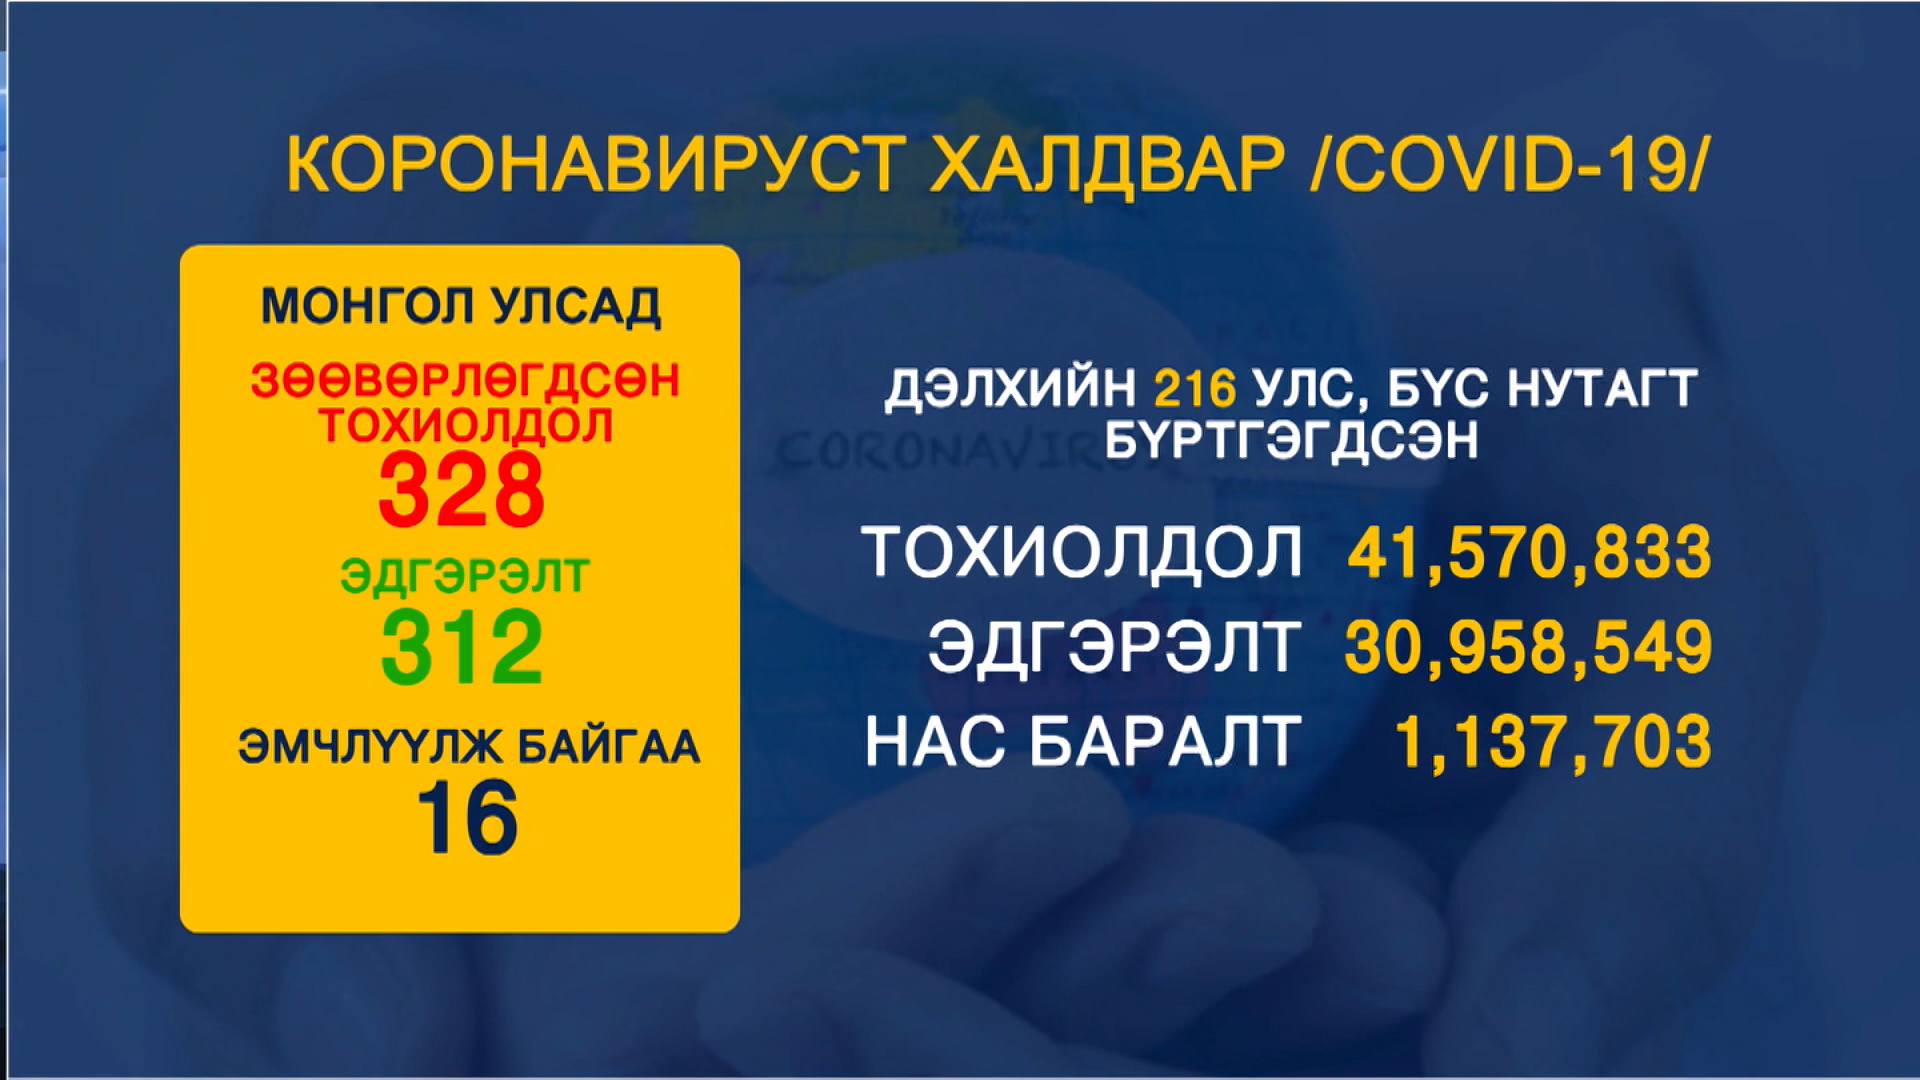 КОРОНАВИРУСТ ХАЛДВАР /COVID-19/
МОНГОЛ УЛСАД
ЗӨӨВӨРЛӨГДСӨН
ТОХИОЛДОЛ
328
ЭДГЭРЭЛТ
312
ЭМЧЛҮҮЛЖ БАЙГАА
16
ДЭЛХИЙН 216 УЛС, БҮС НУТАГТ
БҮРТГЭГДСЭН
CORONAVIRUS
ТОХИОЛДОЛ 41,570,833
ЭДГЭРЭЛТ 30,958,549
НАС БАРАЛТ 1,137,703